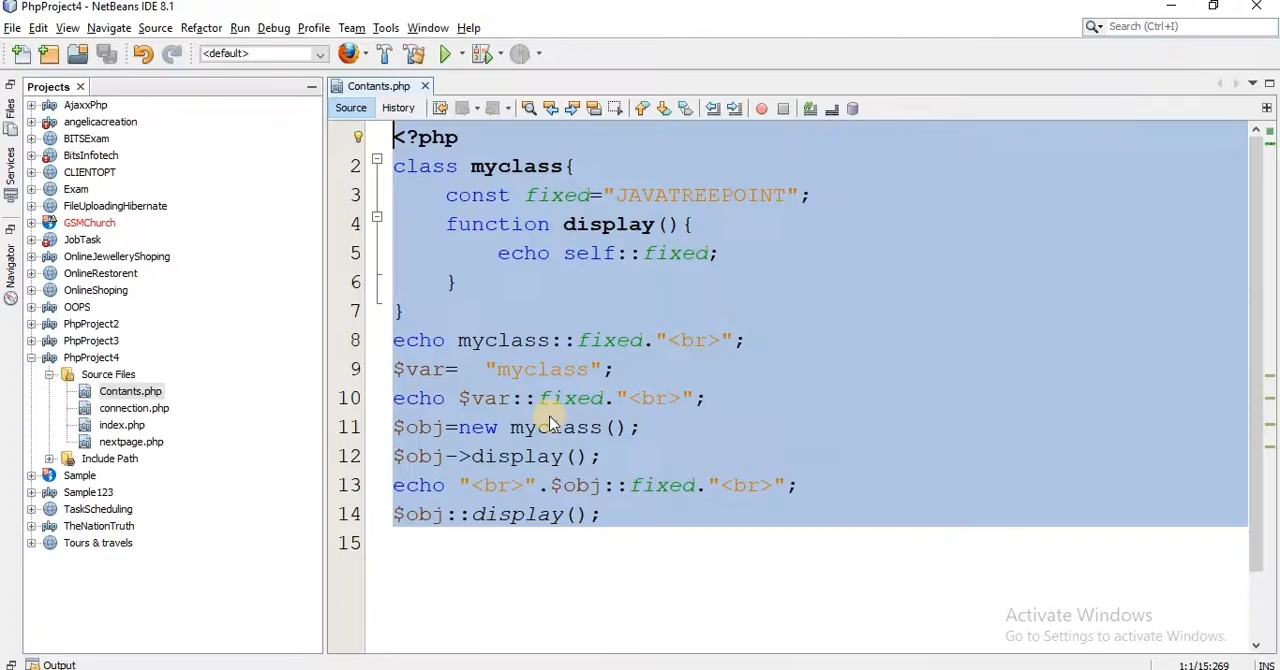 PhpProject4 - NetBeans IDE 8.1
File Edit View Navigate Source Refactor Run Debug Profile Team Tools Window Help
Search (Ctrl+I)
<default>
Projects
Contants.php
Source History
Files
Services
Navigator
AjaxxPhp
angelicacreation
BITSExam
BitsInfotech
CLIENTOPT
Exam
FileUploadingHibernate
GSMChurch
JobTask
OnlineJewelleryShoping
OnlineRestorent
OnlineShoping
OOPS
PhpProject2
PhpProject3
PhpProject4
Source Files
Contants.php
connection.php
index.php
nextpage.php
Include Path
Sample
Sample123
TaskScheduling
TheNationTruth
Tours & travels
<?php
2 class myclass{
3 const fixed="JAVATREEPOINT";
4 function display(){
5 echo self::fixed;
6 }
7 }
8 echo myclass::fixed."<br>";
9 $var= "myclass";
10 echo $var::fixed."<br>";
11 $obj=new myclass();
12 $obj->display();
13 echo "<br>".$obj::fixed."<br>";
14 $obj::display();
15
Activate Windows
Go to Settings to activate Windows.
Output
1:1/15:269 INS